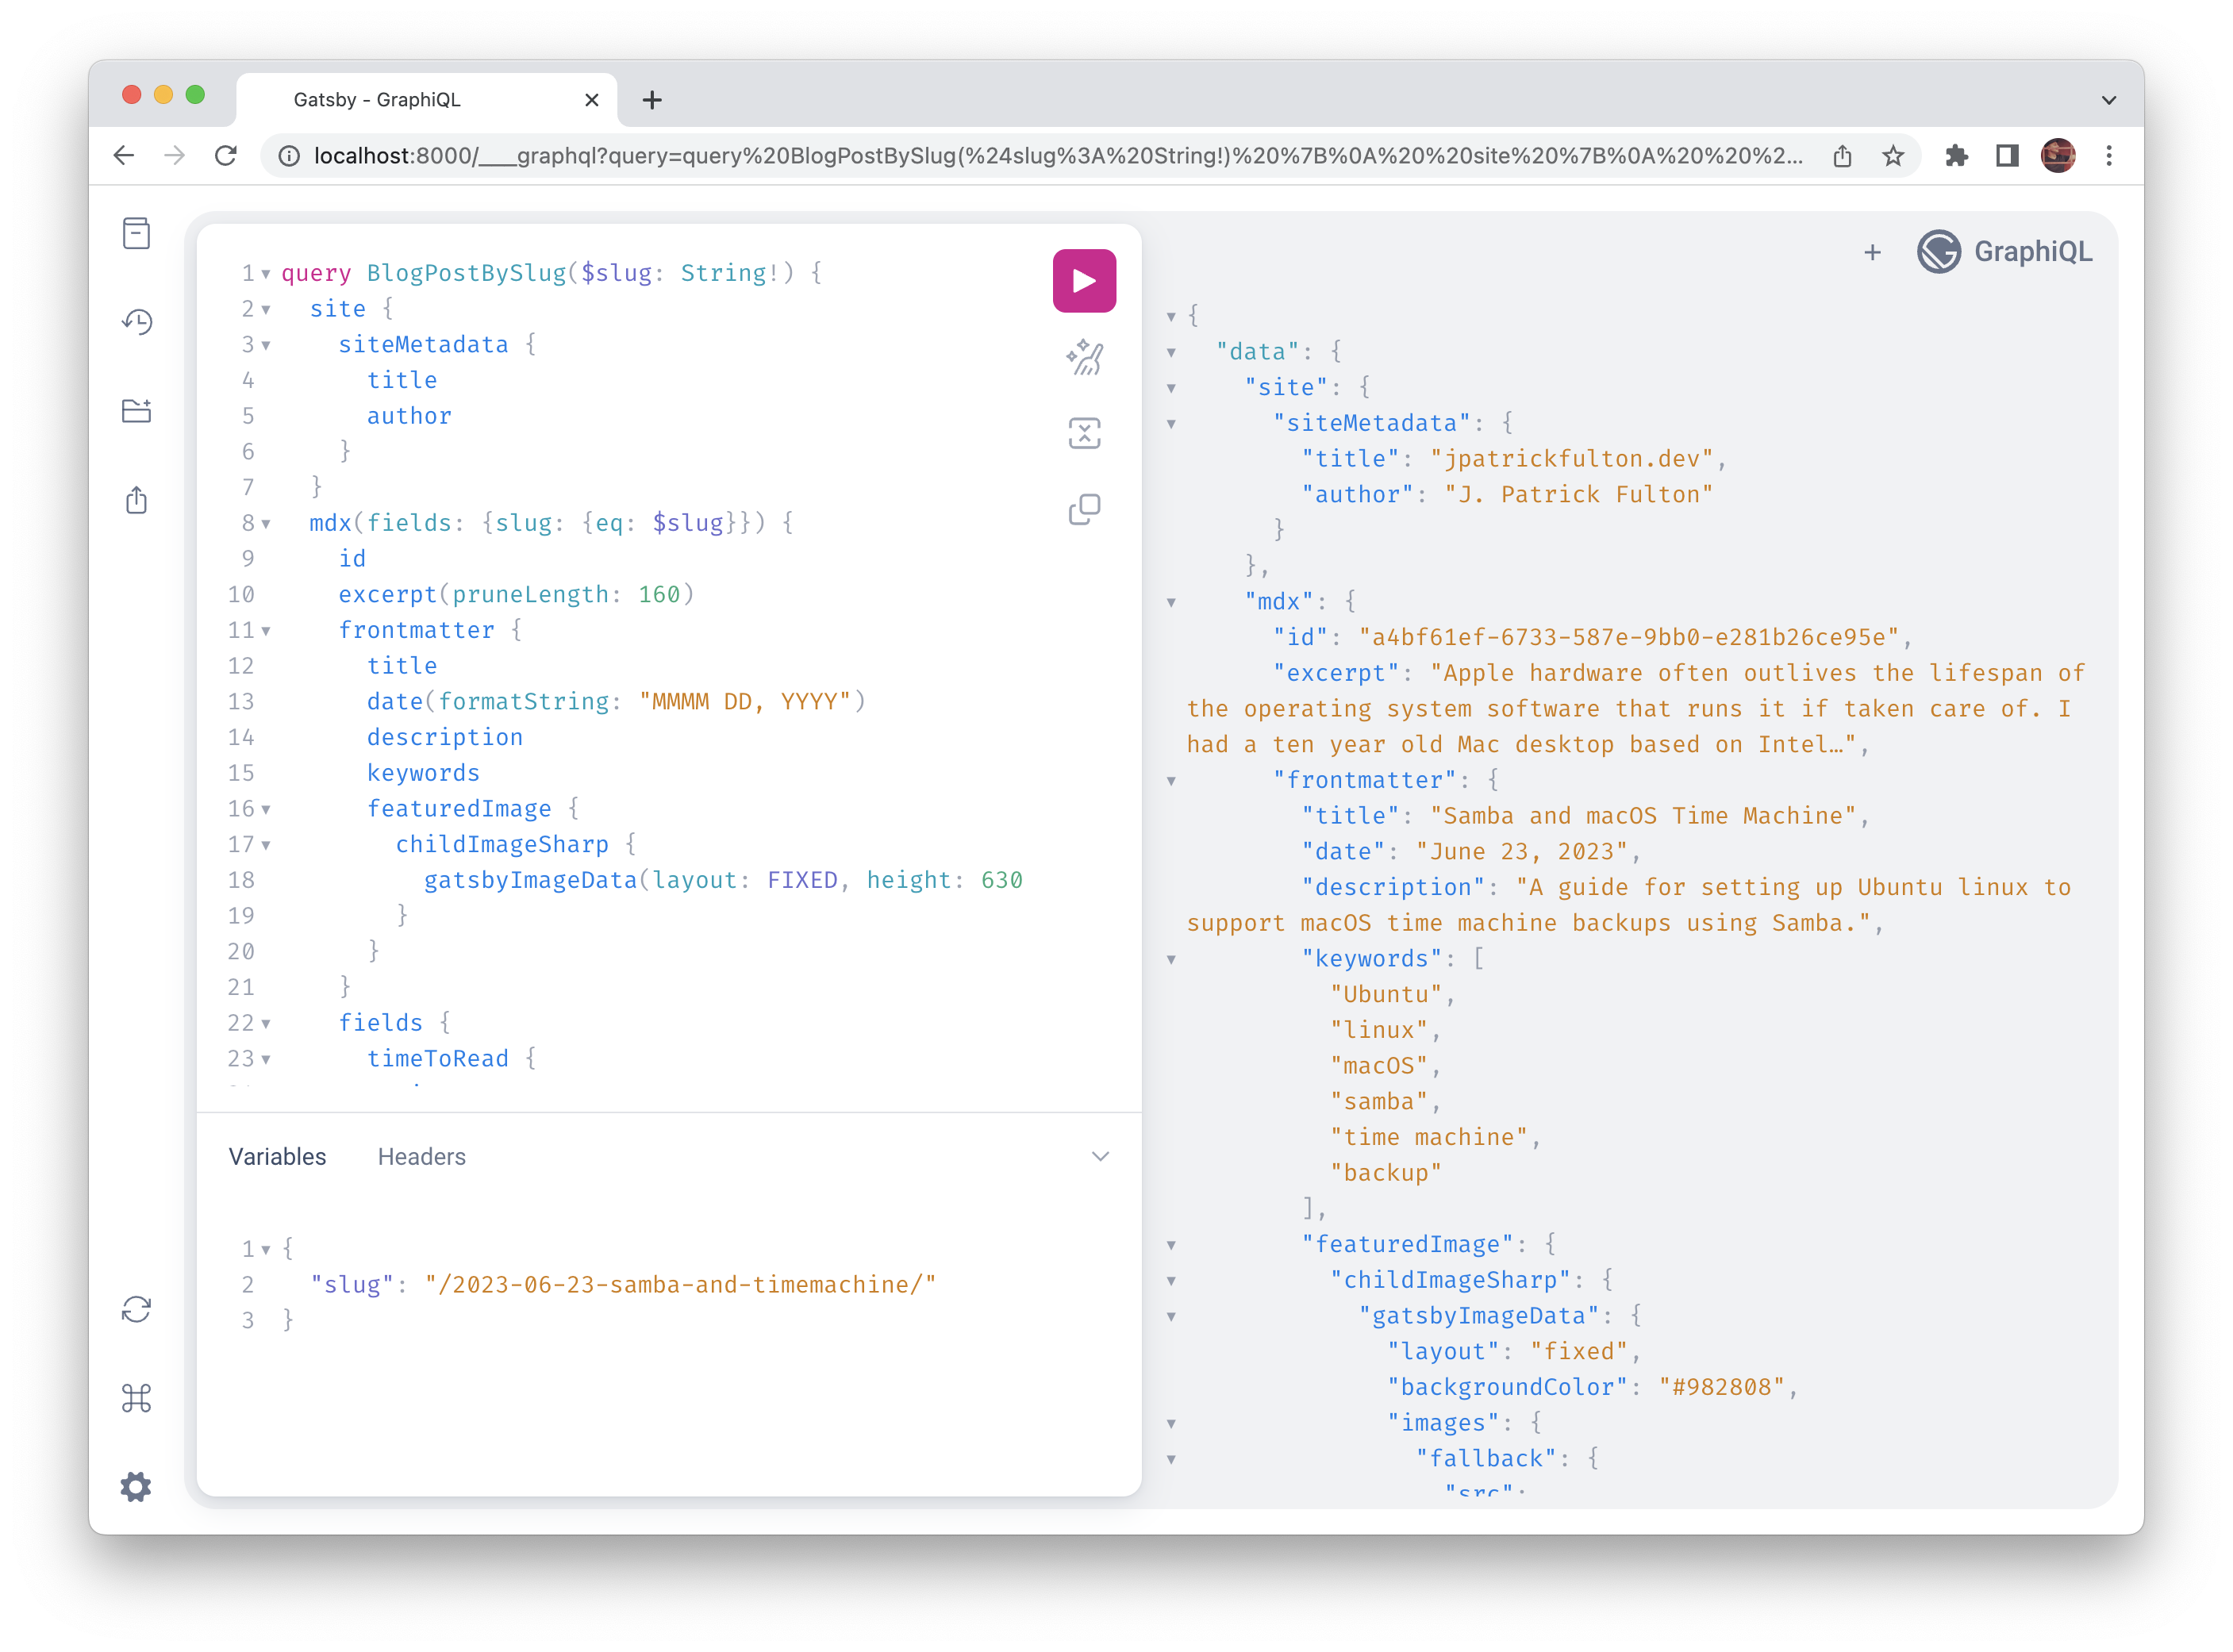 Gatsby - GraphiQL
localhost:8000/___graphql?query=query%20BlogPostBySlug(%24slug%3A%20String!)%20%7B%0A%20%20site%20%7B%0A%20%20%2...
1 query BlogPostBySlug($slug: String!) {
2 site {
3 siteMetadata {
4 title
5 author
6 }
7 }
8 mdx(fields: {slug: {eq: $slug}}) {
9 id
10 excerpt(pruneLength: 160)
11 frontmatter {
12 title
13 date(formatString: "MMMM DD, YYYY")
14 description
15 keywords
16 featuredImage {
17 childImageSharp {
18 gatsbyImageData(layout: FIXED, height: 630
19 }
20 }
21 }
22 fields {
23 timeToRead {
Variables Headers
1 {
2 "slug": "/2023-06-23-samba-and-timemachine/"
3 }
GraphiQL
{
"data": {
"site": {
"siteMetadata": {
"title": "jpatrickfulton.dev",
"author": "J. Patrick Fulton"
}
},
"mdx": {
"id": "a4bf61ef-6733-587e-9bb0-e281b26ce95e",
"excerpt": "Apple hardware often outlives the lifespan of
the operating system software that runs it if taken care of. I
had a ten year old Mac desktop based on Intel…",
"frontmatter": {
"title": "Samba and macOS Time Machine",
"date": "June 23, 2023",
"description": "A guide for setting up Ubuntu linux to
support macOS time machine backups using Samba.",
"keywords": [
"Ubuntu",
"linux",
"macOS",
"samba",
"time machine",
"backup"
],
"featuredImage": {
"childImageSharp": {
"gatsbyImageData": {
"layout": "fixed",
"backgroundColor": "#982808",
"images": {
"fallback": {
"src":